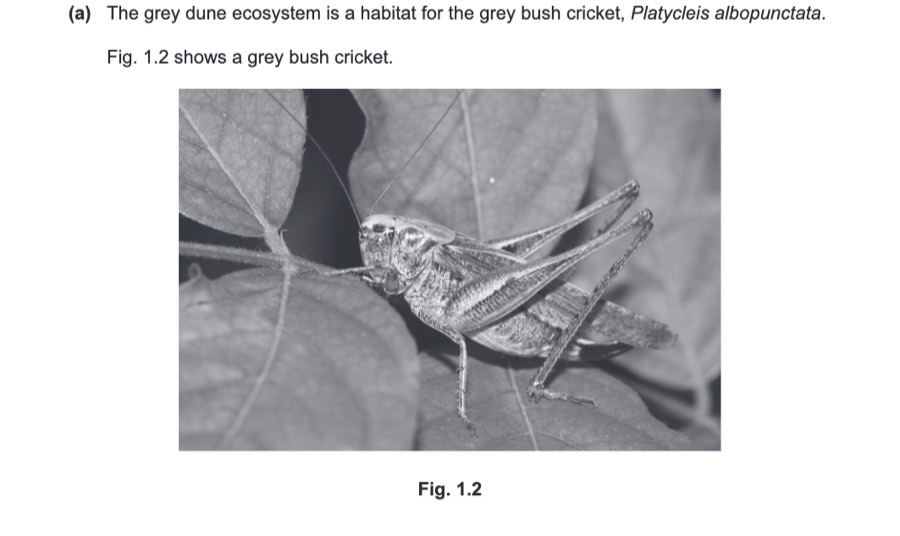 (a) The grey dune ecosystem is a habitat for the grey bush cricket, Platycleis albopunctata.
Fig. 1.2 shows a grey bush cricket.
Fig. 1.2